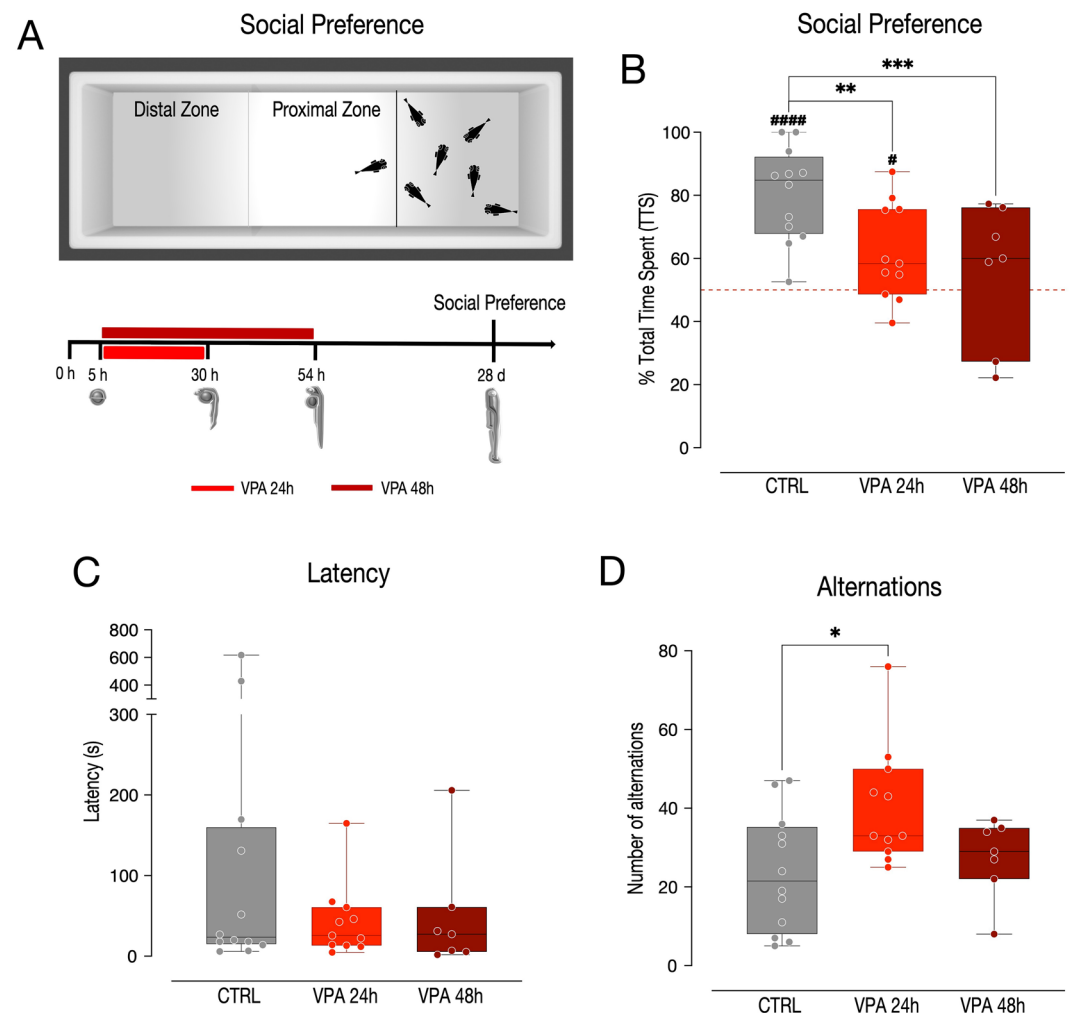 A
Social Preference
Distal Zone
Proximal Zone
Social Preference
0 h
5 h
30 h
54 h
28 d
VPA 24h
VPA 48h
B
Social Preference
***
**
####
#
% Total Time Spent (TTS)
100
80
60
40
20
0
CTRL
VPA 24h
VPA 48h
C
Latency
Latency (s)
800
600
400
300
200
100
0
CTRL
VPA 24h
VPA 48h
D
Alternations
*
Number of alternations
80
60
40
20
0
CTRL
VPA 24h
VPA 48h